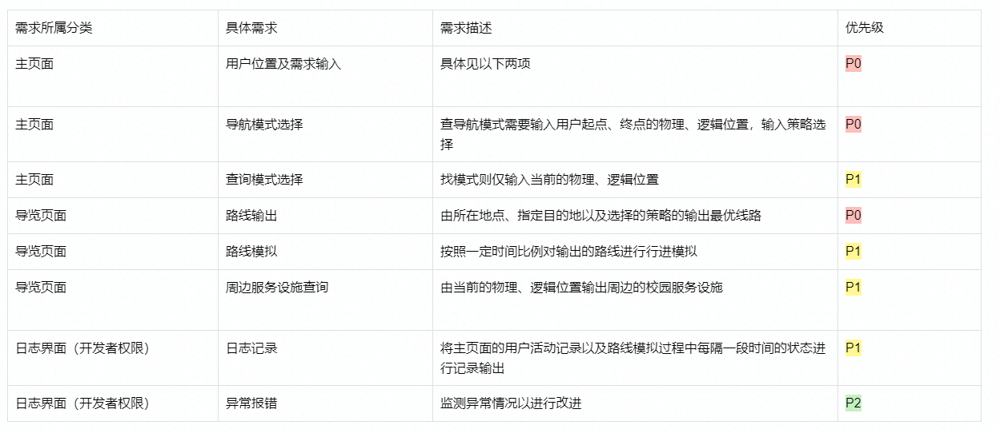 需求所属分类 具体需求 需求描述 优先级
主页面 用户位置及需求输入 具体见以下两项 P0
主页面 导航模式选择 查导航模式需要输入用户起点、终点的物理、逻辑位置，输入策略选 P0
择
主页面 查询模式选择 找模式则仅输入当前的物理、逻辑位置 P1
导览页面 路线输出 由所在地点、指定目的地以及选择的策略的输出最优线路 P0
导览页面 路线模拟 按照一定时间比例对输出的路线进行行进模拟 P1
导览页面 周边服务设施查询 由当前的物理、逻辑位置输出周边的校园服务设施 P1
日志界面（开发者权限） 日志记录 将主页面的用户活动记录以及路线模拟过程中每隔一段时间的状态进 P1
行记录输出
日志界面（开发者权限） 异常报错 监测异常情况以进行改进 P2